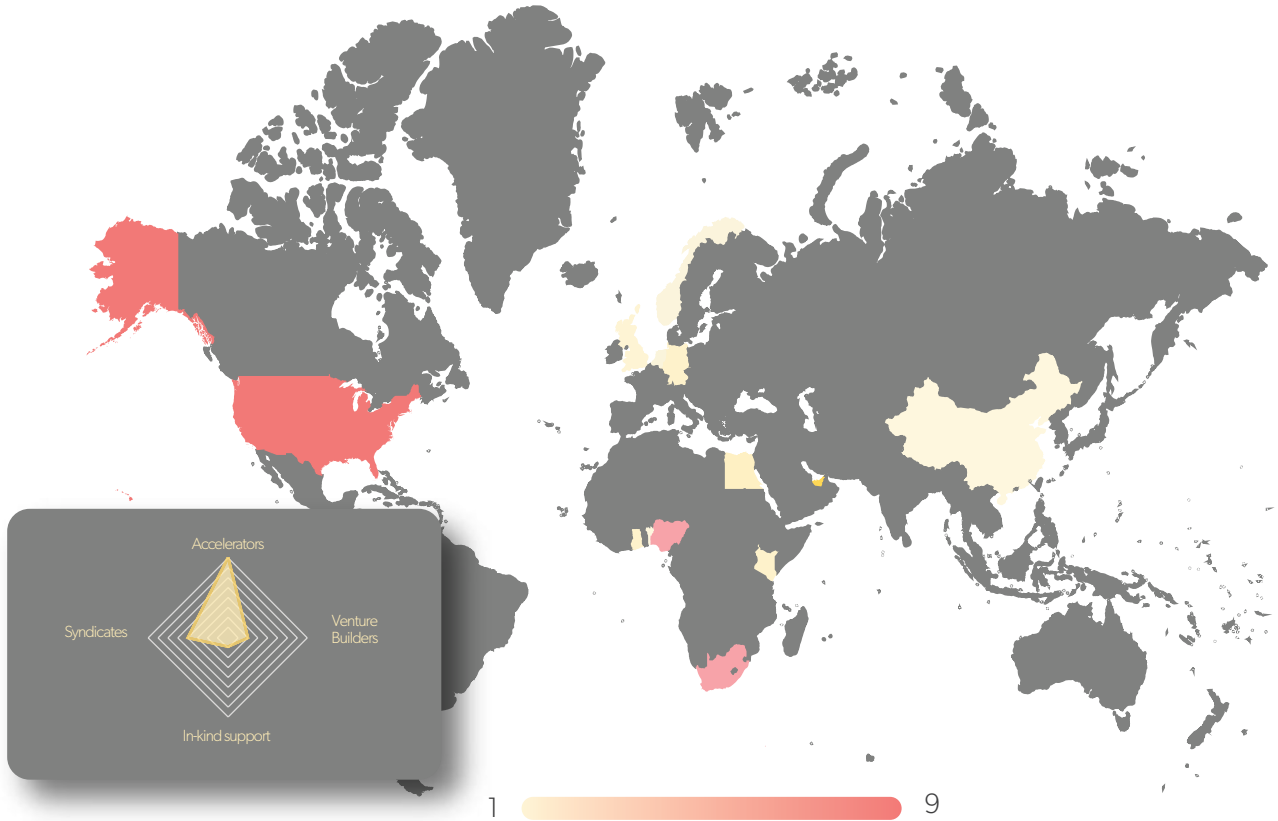 Accelerators
Syndicates
Venture
Builders
In-kind support
1
9